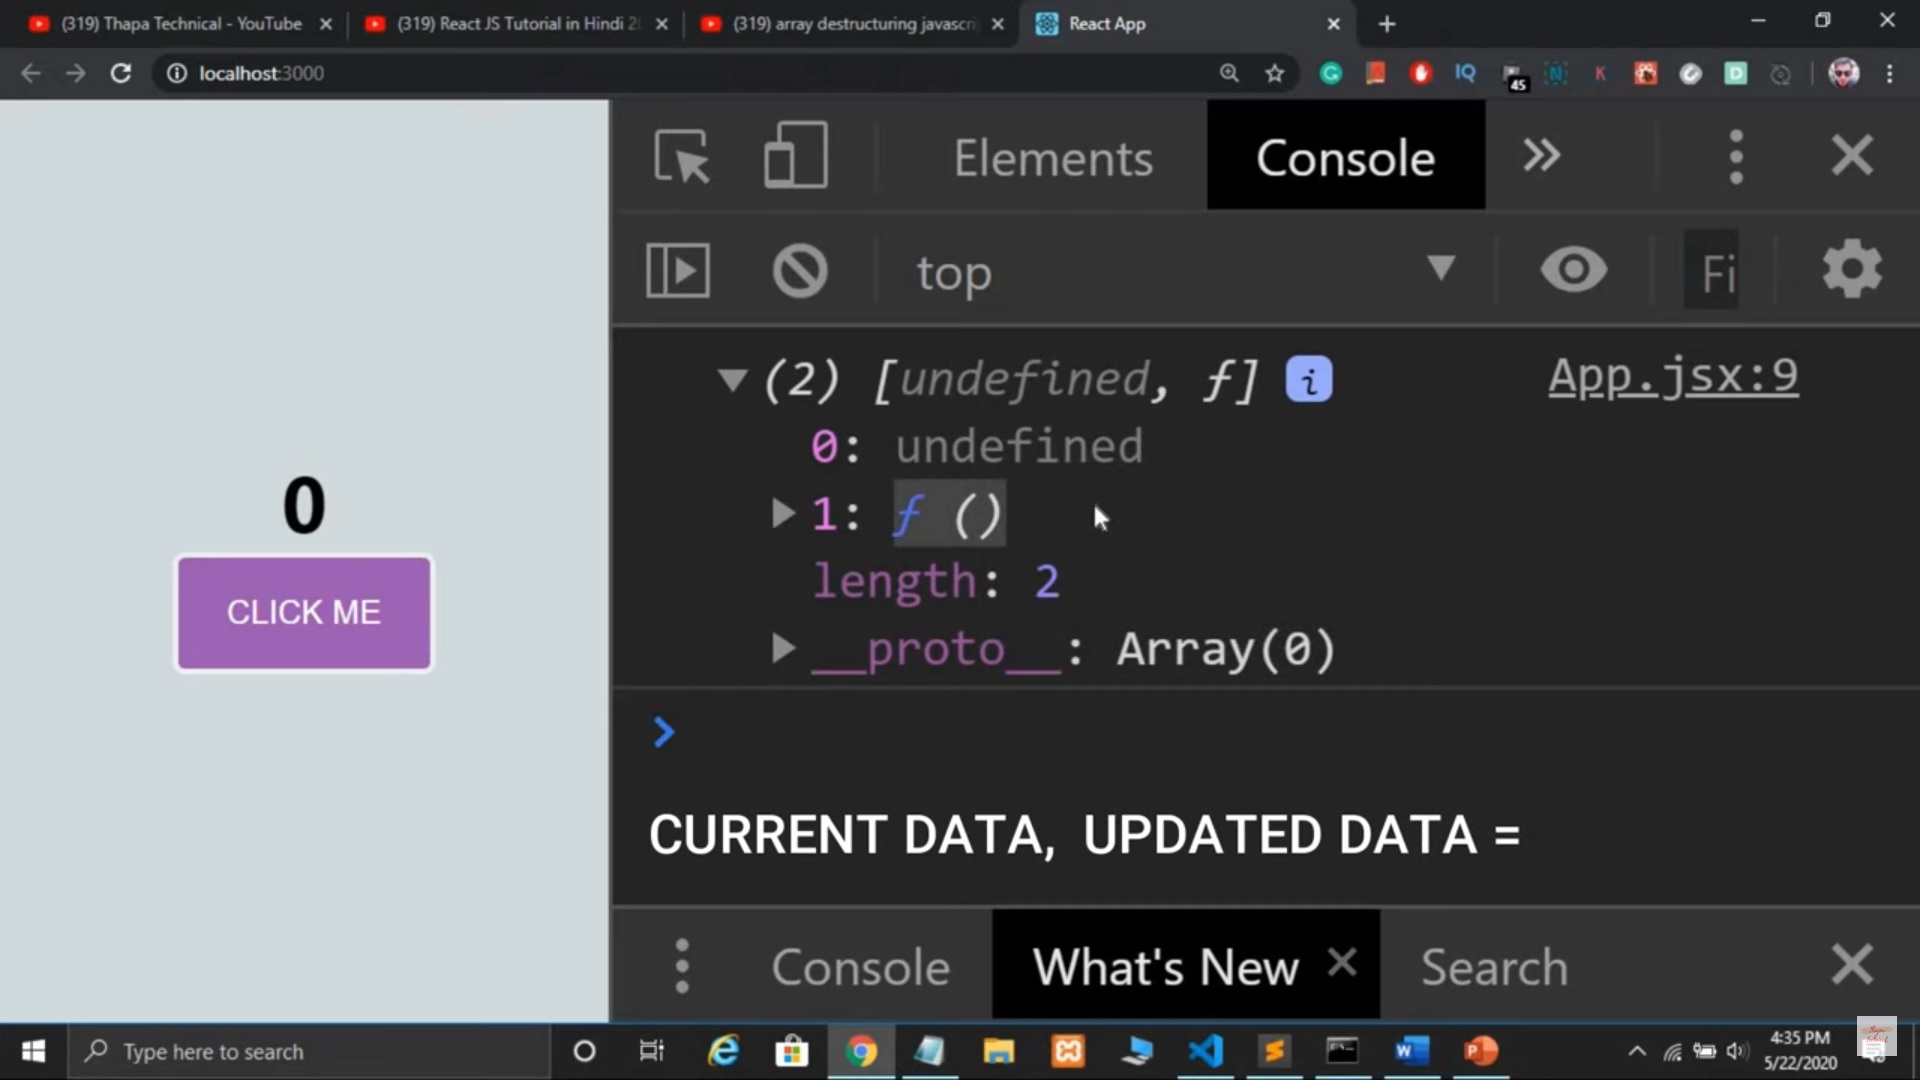 (319) Thapa Technical - YouTube
(319) React JS Tutorial in Hindi 2
(319) array destructuring javascri
React App
localhost:3000
IQ
45
N
K
D
Elements
Console
top
Fi
(2) [undefined, ƒ] i
App.jsx:9
0: undefined
1: ƒ ()
length: 2
__proto__: Array(0)
0
CLICK ME
CURRENT DATA, UPDATED DATA =
Console
What's New
Search
Type here to search
4:35 PM
5/22/2020